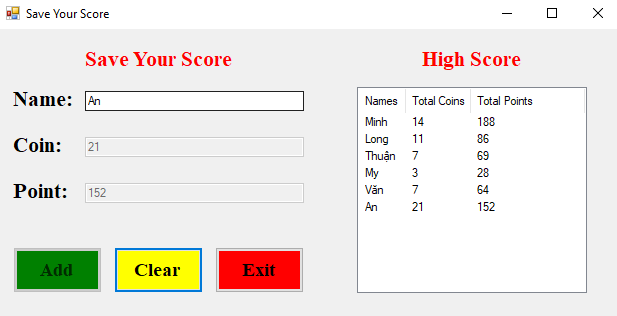 Save Your Score
Save Your Score
Name: An
Coin: 21
Point: 152
Add Clear Exit
High Score
Names Total Coins Total Points
Minh 14 188
Long 11 86
Thuận 7 69
My 3 28
Văn 7 64
An 21 152